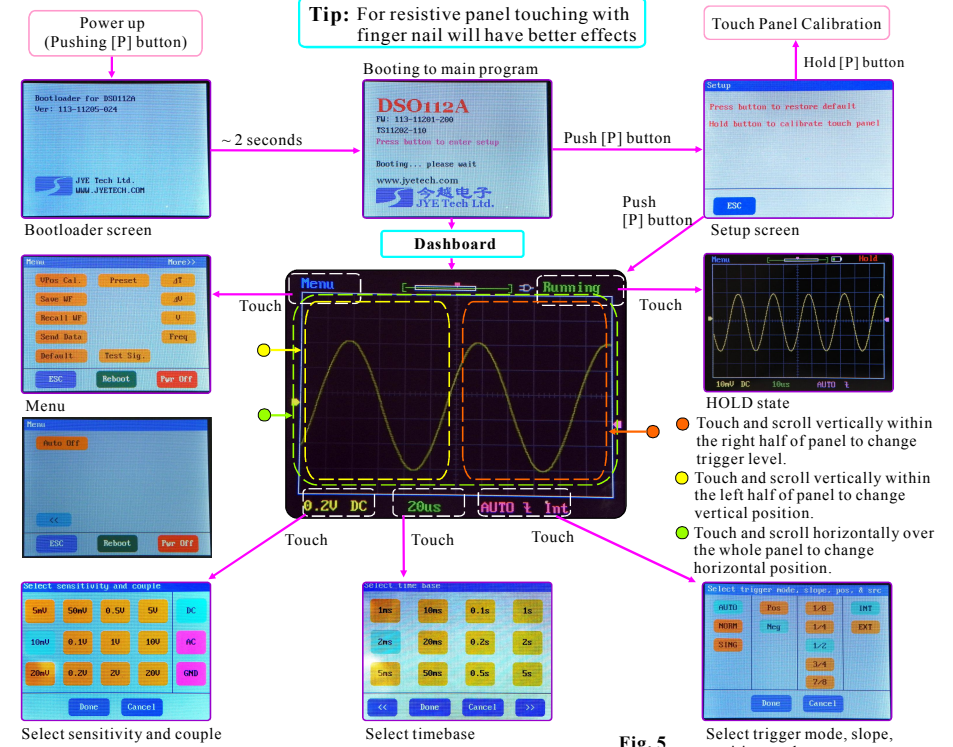 Power up
(Pushing [P] button)
Tip: For resistive panel touching with
finger nail will have better effects
Touch Panel Calibration
Hold [P] button
Booting to main program
Bootloader for DSO112A
Ver: 113-11205-024
JYE Tech Ltd.
WWW.JYETECH.COM
Bootloader screen
~ 2 seconds
DSO112A
FW: 113-11201-200
TS11202-110
Press button to enter setup
Booting... please wait
www.jyetech.com
今越电子
JYE Tech Ltd.
Push [P] button
Setup
Press button to restore default
Hold button to calibrate touch panel
ESC
Setup screen
Push
[P] button
Dashboard
Menu More>>
VPos Cal. Preset ΔT
Save WF ΔV
Recall WF V
Send Data Freq
Default Test Sig.
ESC Reboot Pwr Off
Menu
Touch
Menu Running
0.2V DC 20us AUTO Int
Touch
Hold
10mV DC 10us AUTO
HOLD state
Menu
Auto Off
<<
ESC Reboot Pwr Off
Touch and scroll vertically within
the right half of panel to change
trigger level.
Touch and scroll vertically within
the left half of panel to change
vertical position.
Touch and scroll horizontally over
the whole panel to change
horizontal position.
Touch
Touch
Touch
Select sensitivity and couple
5mV 50mV 0.5V 5V DC
10mV 0.1V 1V 10V AC
20mV 0.2V 2V 20V GND
Done Cancel
Select sensitivity and couple
Select time base
1ms 10ms 0.1s 1s
2ms 20ms 0.2s 2s
5ms 50ms 0.5s 5s
<< Done Cancel >>
Select timebase
Select trigger mode, slope, pos, & src
AUTO Pos 1/8 INT
NORM Neg 1/4 EXT
SING 1/2
3/4
7/8
Done Cancel
Select trigger mode, slope,
Fig. 5